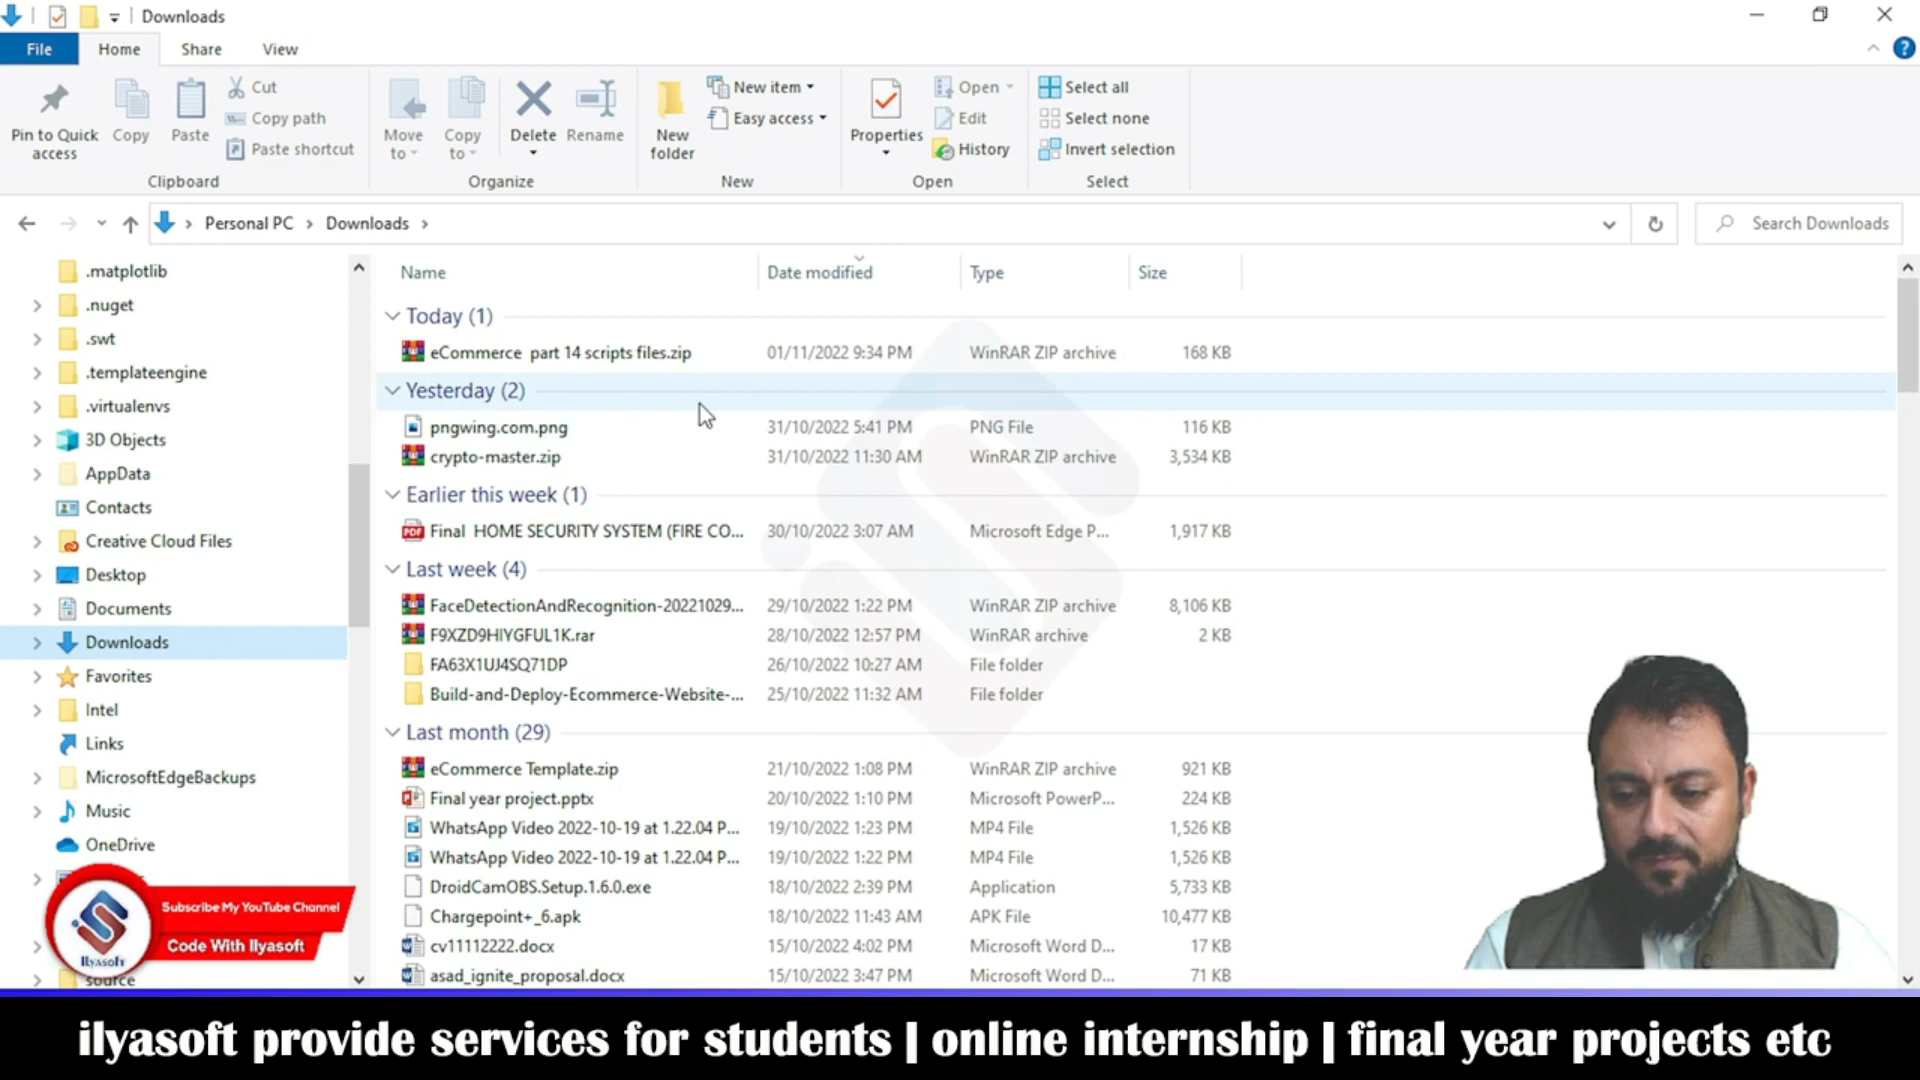 Downloads
File Home Share View
Pin to Quick access
Copy
Paste
Cut
Copy path
Paste shortcut
Clipboard
Move to
Copy to
Delete
Rename
Organize
New folder
New item
Easy access
New
Properties
Open
Edit
History
Open
Select all
Select none
Invert selection
Select
Personal PC > Downloads >
Search Downloads
.matplotlib
.nuget
.swt
.templateengine
.virtualenvs
3D Objects
AppData
Contacts
Creative Cloud Files
Desktop
Documents
Downloads
Favorites
Intel
Links
MicrosoftEdgeBackups
Music
OneDrive
source
Name Date modified Type Size
Today (1)
eCommerce part 14 scripts files.zip 01/11/2022 9:34 PM WinRAR ZIP archive 168 KB
Yesterday (2)
pngwing.com.png 31/10/2022 5:41 PM PNG File 116 KB
crypto-master.zip 31/10/2022 11:30 AM WinRAR ZIP archive 3,534 KB
Earlier this week (1)
Final HOME SECURITY SYSTEM (FIRE CO... 30/10/2022 3:07 AM Microsoft Edge P... 1,917 KB
Last week (4)
FaceDetectionAndRecognition-20221029... 29/10/2022 1:22 PM WinRAR ZIP archive 8,106 KB
F9XZD9HIYGFUL1K.rar 28/10/2022 12:57 PM WinRAR archive 2 KB
FA63X1UJ4SQ71DP 26/10/2022 10:27 AM File folder
Build-and-Deploy-Ecommerce-Website-... 25/10/2022 11:32 AM File folder
Last month (29)
eCommerce Template.zip 21/10/2022 1:08 PM WinRAR ZIP archive 921 KB
Final year project.pptx 20/10/2022 1:10 PM Microsoft PowerP... 224 KB
WhatsApp Video 2022-10-19 at 1.22.04 P... 19/10/2022 1:23 PM MP4 File 1,526 KB
WhatsApp Video 2022-10-19 at 1.22.04 P... 19/10/2022 1:22 PM MP4 File 1,526 KB
DroidCamOBS.Setup.1.6.0.exe 18/10/2022 2:39 PM Application 5,733 KB
Chargepoint+_6.apk 18/10/2022 11:43 AM APK File 10,477 KB
cv11112222.docx 15/10/2022 4:02 PM Microsoft Word D... 17 KB
asad_ignite_proposal.docx 15/10/2022 3:47 PM Microsoft Word D... 71 KB
Subscribe My YouTube Channel
Code With Ilyasoft
Ilyasoft
ilyasoft provide services for students | online internship | final year projects etc